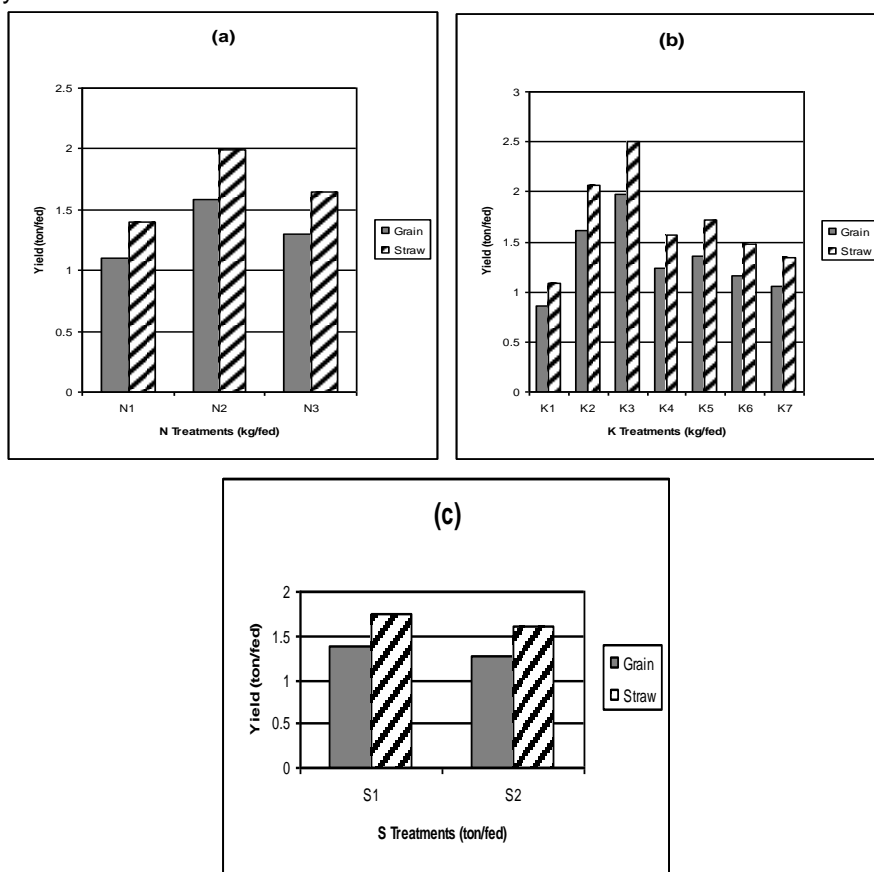 y
(a)
2.5
2
1.5
1
0.5
0
Yield (ton/fed)
N1 N2 N3
N Treatments (kg/fed)
Grain
Straw
(b)
3
2.5
2
1.5
1
0.5
0
Yield (ton/fed)
K1 K2 K3 K4 K5 K6 K7
K Treatments (kg/fed)
Grain
Straw
(c)
2
1.5
1
0.5
0
Yield (ton/fed)
S1 S2
S Treatments (ton/fed)
Grain
Straw